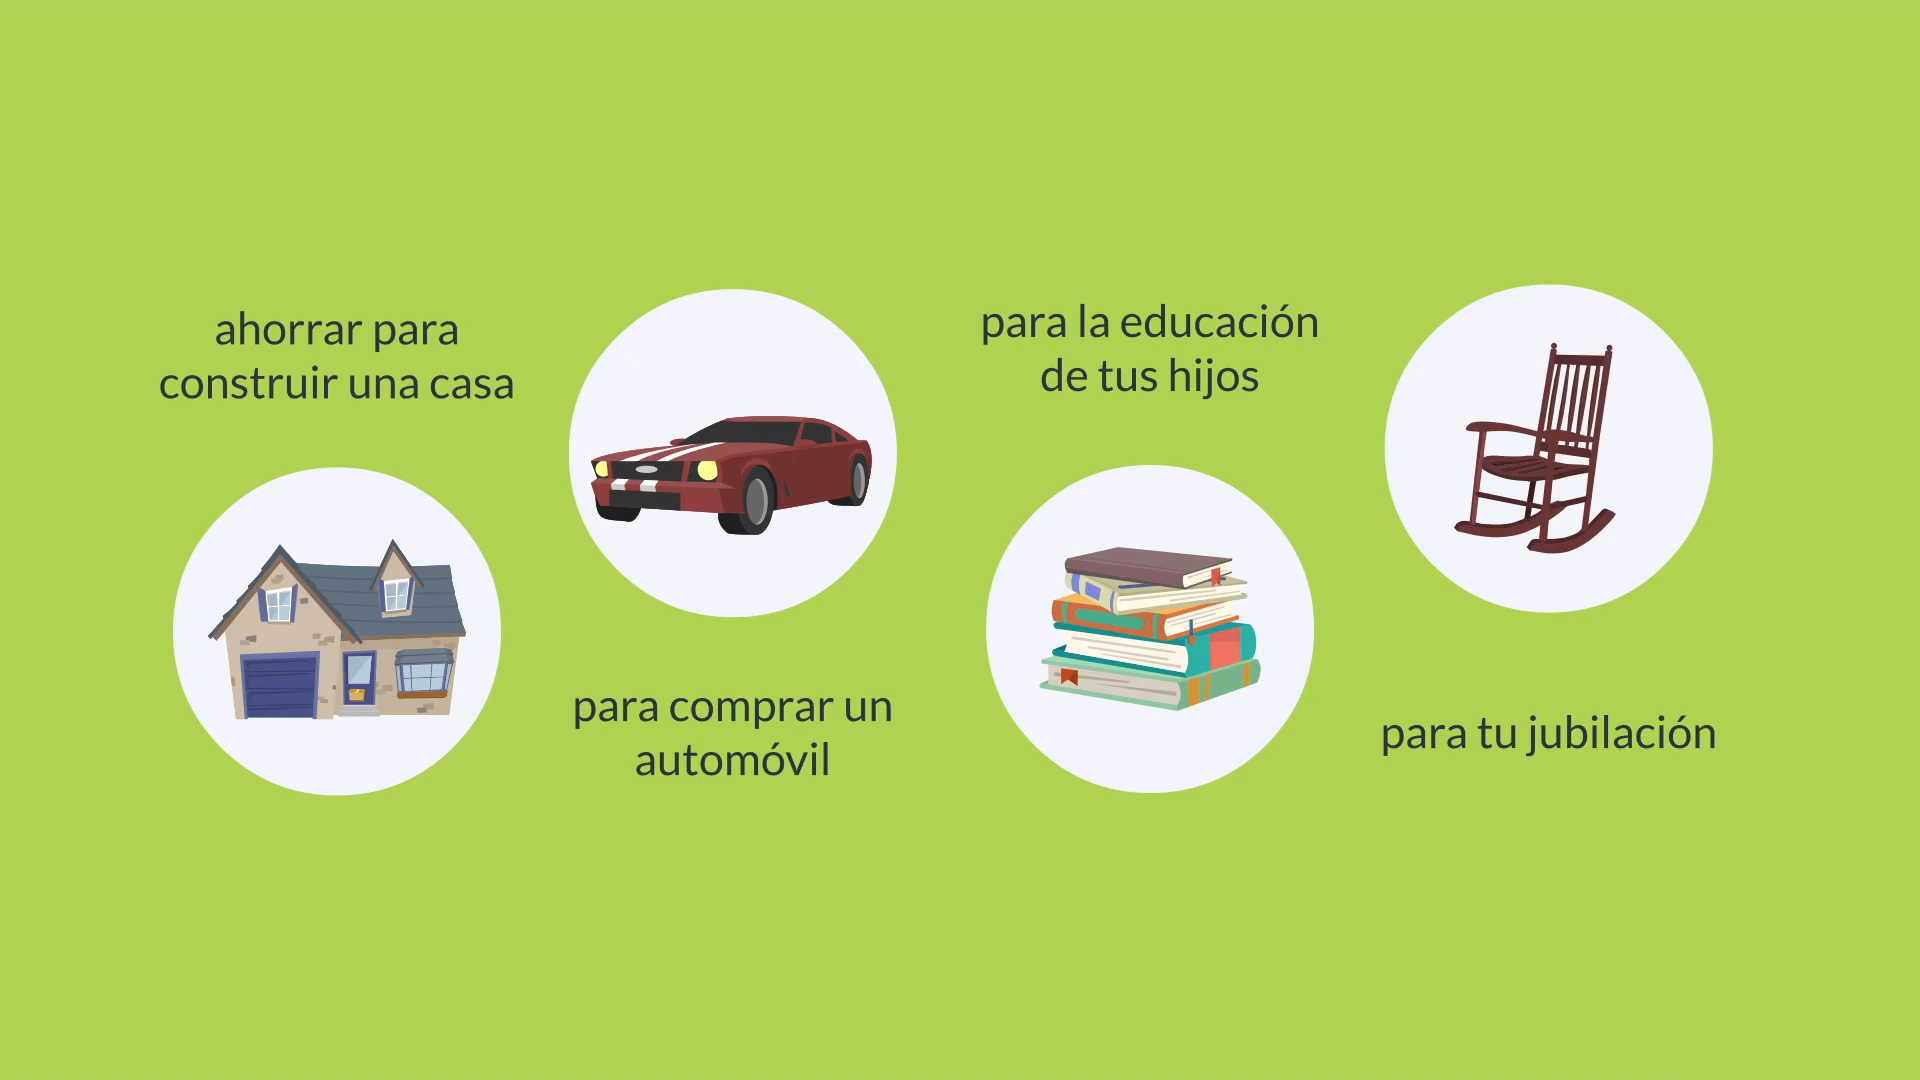 ahorrar para
construir una casa
para comprar un
automóvil
para la educación
de tus hijos
para tu jubilación